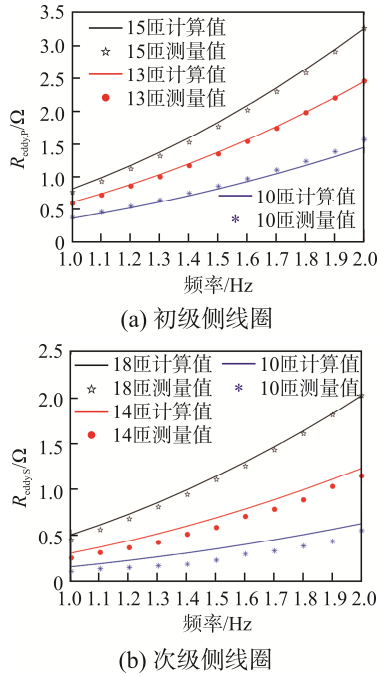 3.5
3.0
2.5
2.0
1.5
1.0
0.5
0
R_eddy,P/Ω
15匝计算值
15匝测量值
13匝计算值
13匝测量值
10匝计算值
10匝测量值
1.0 1.1 1.2 1.3 1.4 1.5 1.6 1.7 1.8 1.9 2.0
频率/Hz
(a) 初级侧线圈
2.5
2.0
1.5
1.0
0.5
0
R_eddy,S/Ω
18匝计算值
18匝测量值
14匝计算值
14匝测量值
10匝计算值
10匝测量值
1.0 1.1 1.2 1.3 1.4 1.5 1.6 1.7 1.8 1.9 2.0
频率/Hz
(b) 次级侧线圈